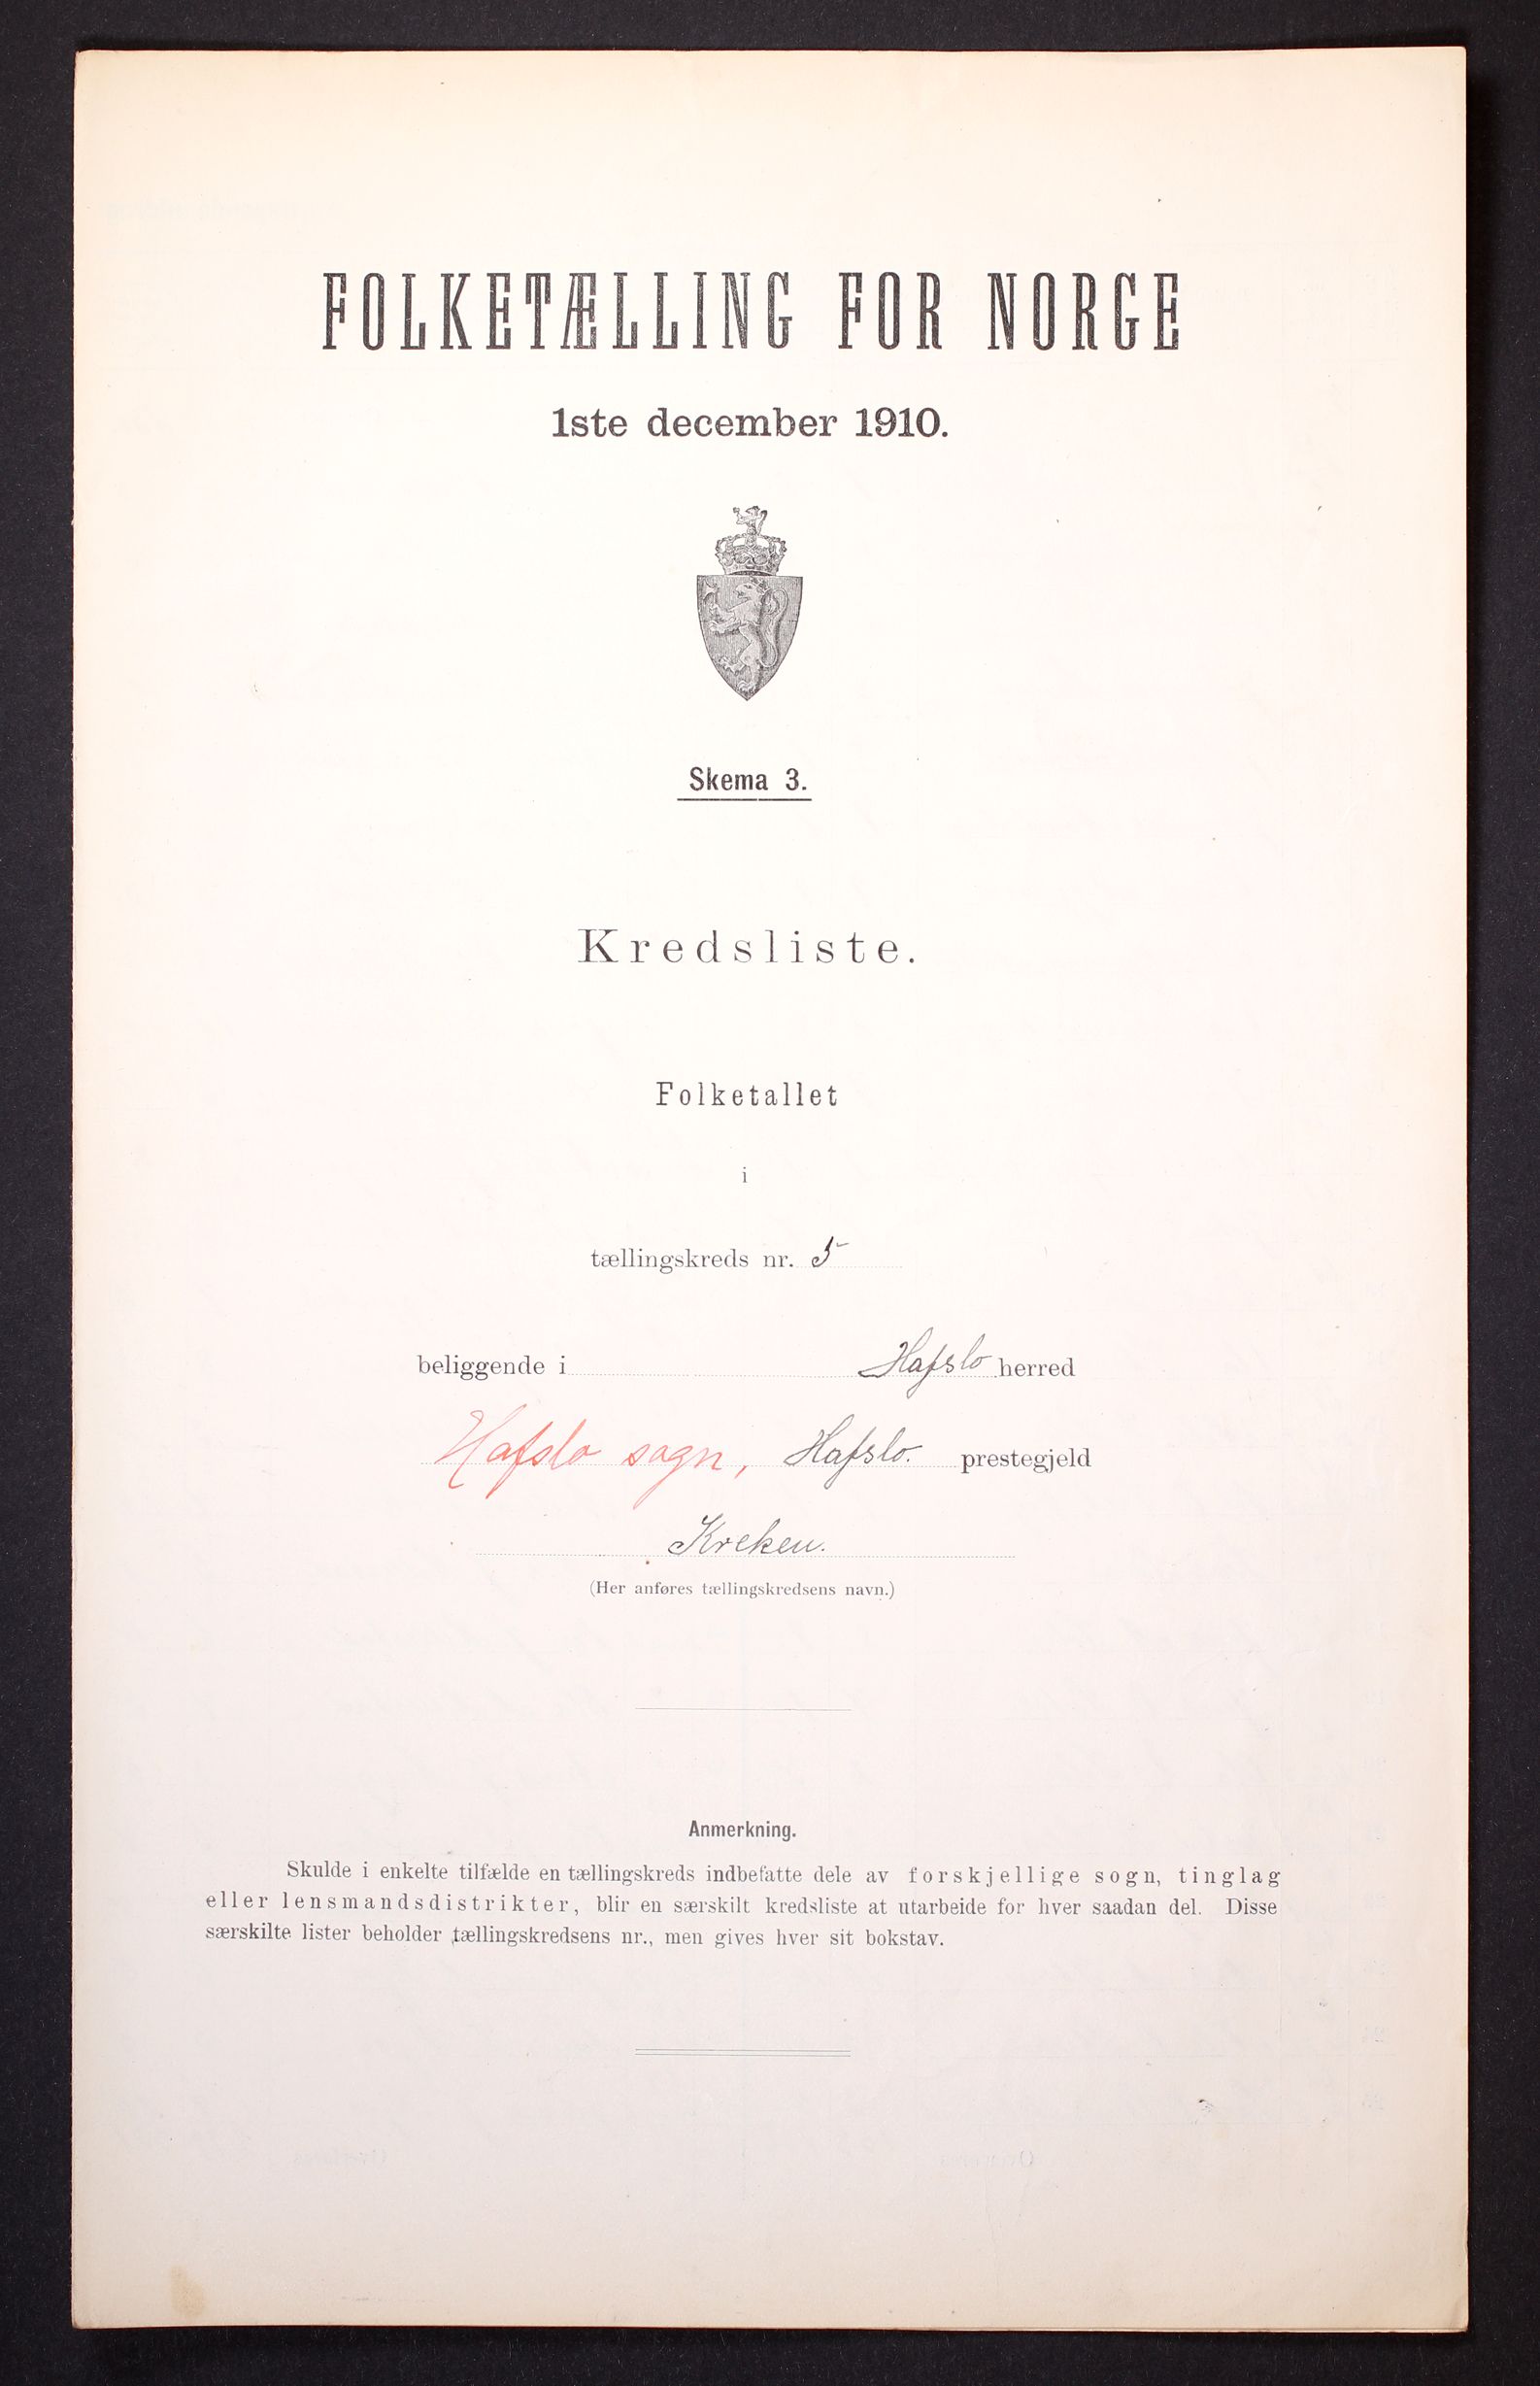 FOLKETÆLLING FOR NORGE
1ste december 1910.
Skema 3.
Kredsliste.
Folketallet
i
tællingskreds nr. 5
beliggende i Hafslo herred
Hafslo sogn, Hafslo. prestegjeld
Kreken.
(Her anføres tællingskredsens navn.)
Anmerkning.
Skulde i enkelte tilfælde en tællingskreds indbefatte dele av forskjellige sogn, tinglag
eller lensmandsdistrikter, blir en særskilt kredsliste at utarbeide for hver saadan del. Disse
særskilte lister beholder tællingskredsens nr., men gives hver sit bokstav.